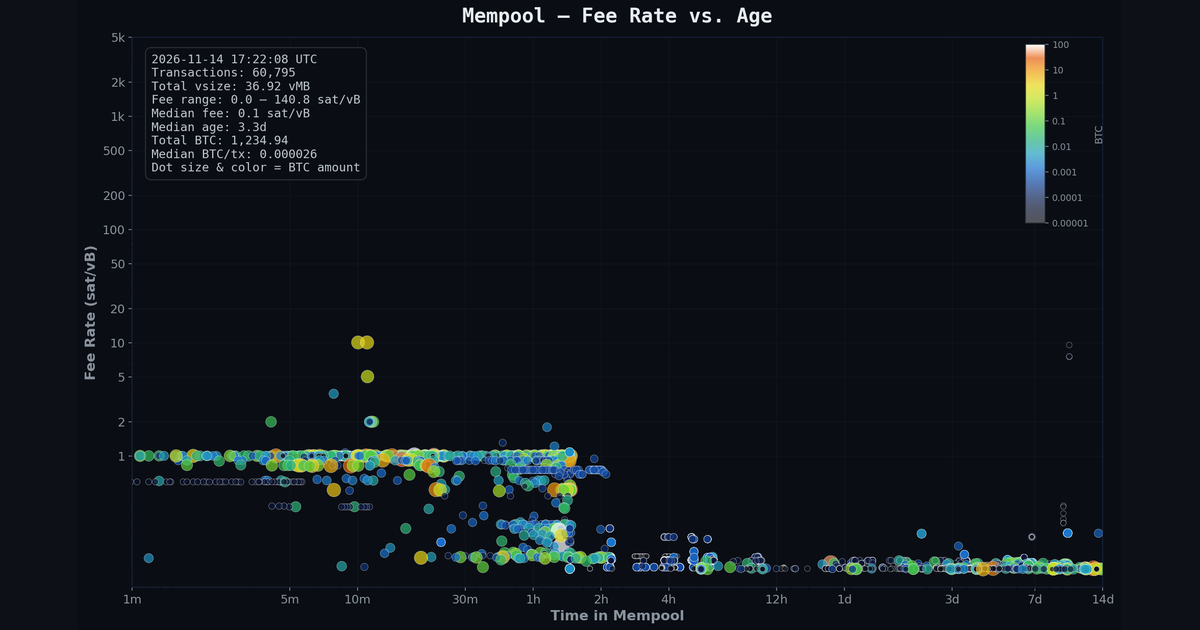 Mempool — Fee Rate vs. Age
2026-11-14 17:22:08 UTC
Transactions: 60,795
Total vsize: 36.92 vMB
Fee range: 0.0 – 140.8 sat/vB
Median fee: 0.1 sat/vB
Median age: 3.3d
Total BTC: 1,234.94
Median BTC/tx: 0.000026
Dot size & color = BTC amount
100
10
1
0.1
0.01
0.001
0.0001
0.00001
BTC
Fee Rate (sat/vB)
5k
2k
1k
500
200
100
50
20
10
5
2
1
1m
5m
10m
30m
1h
2h
4h
12h
1d
3d
7d
14d
Time in Mempool